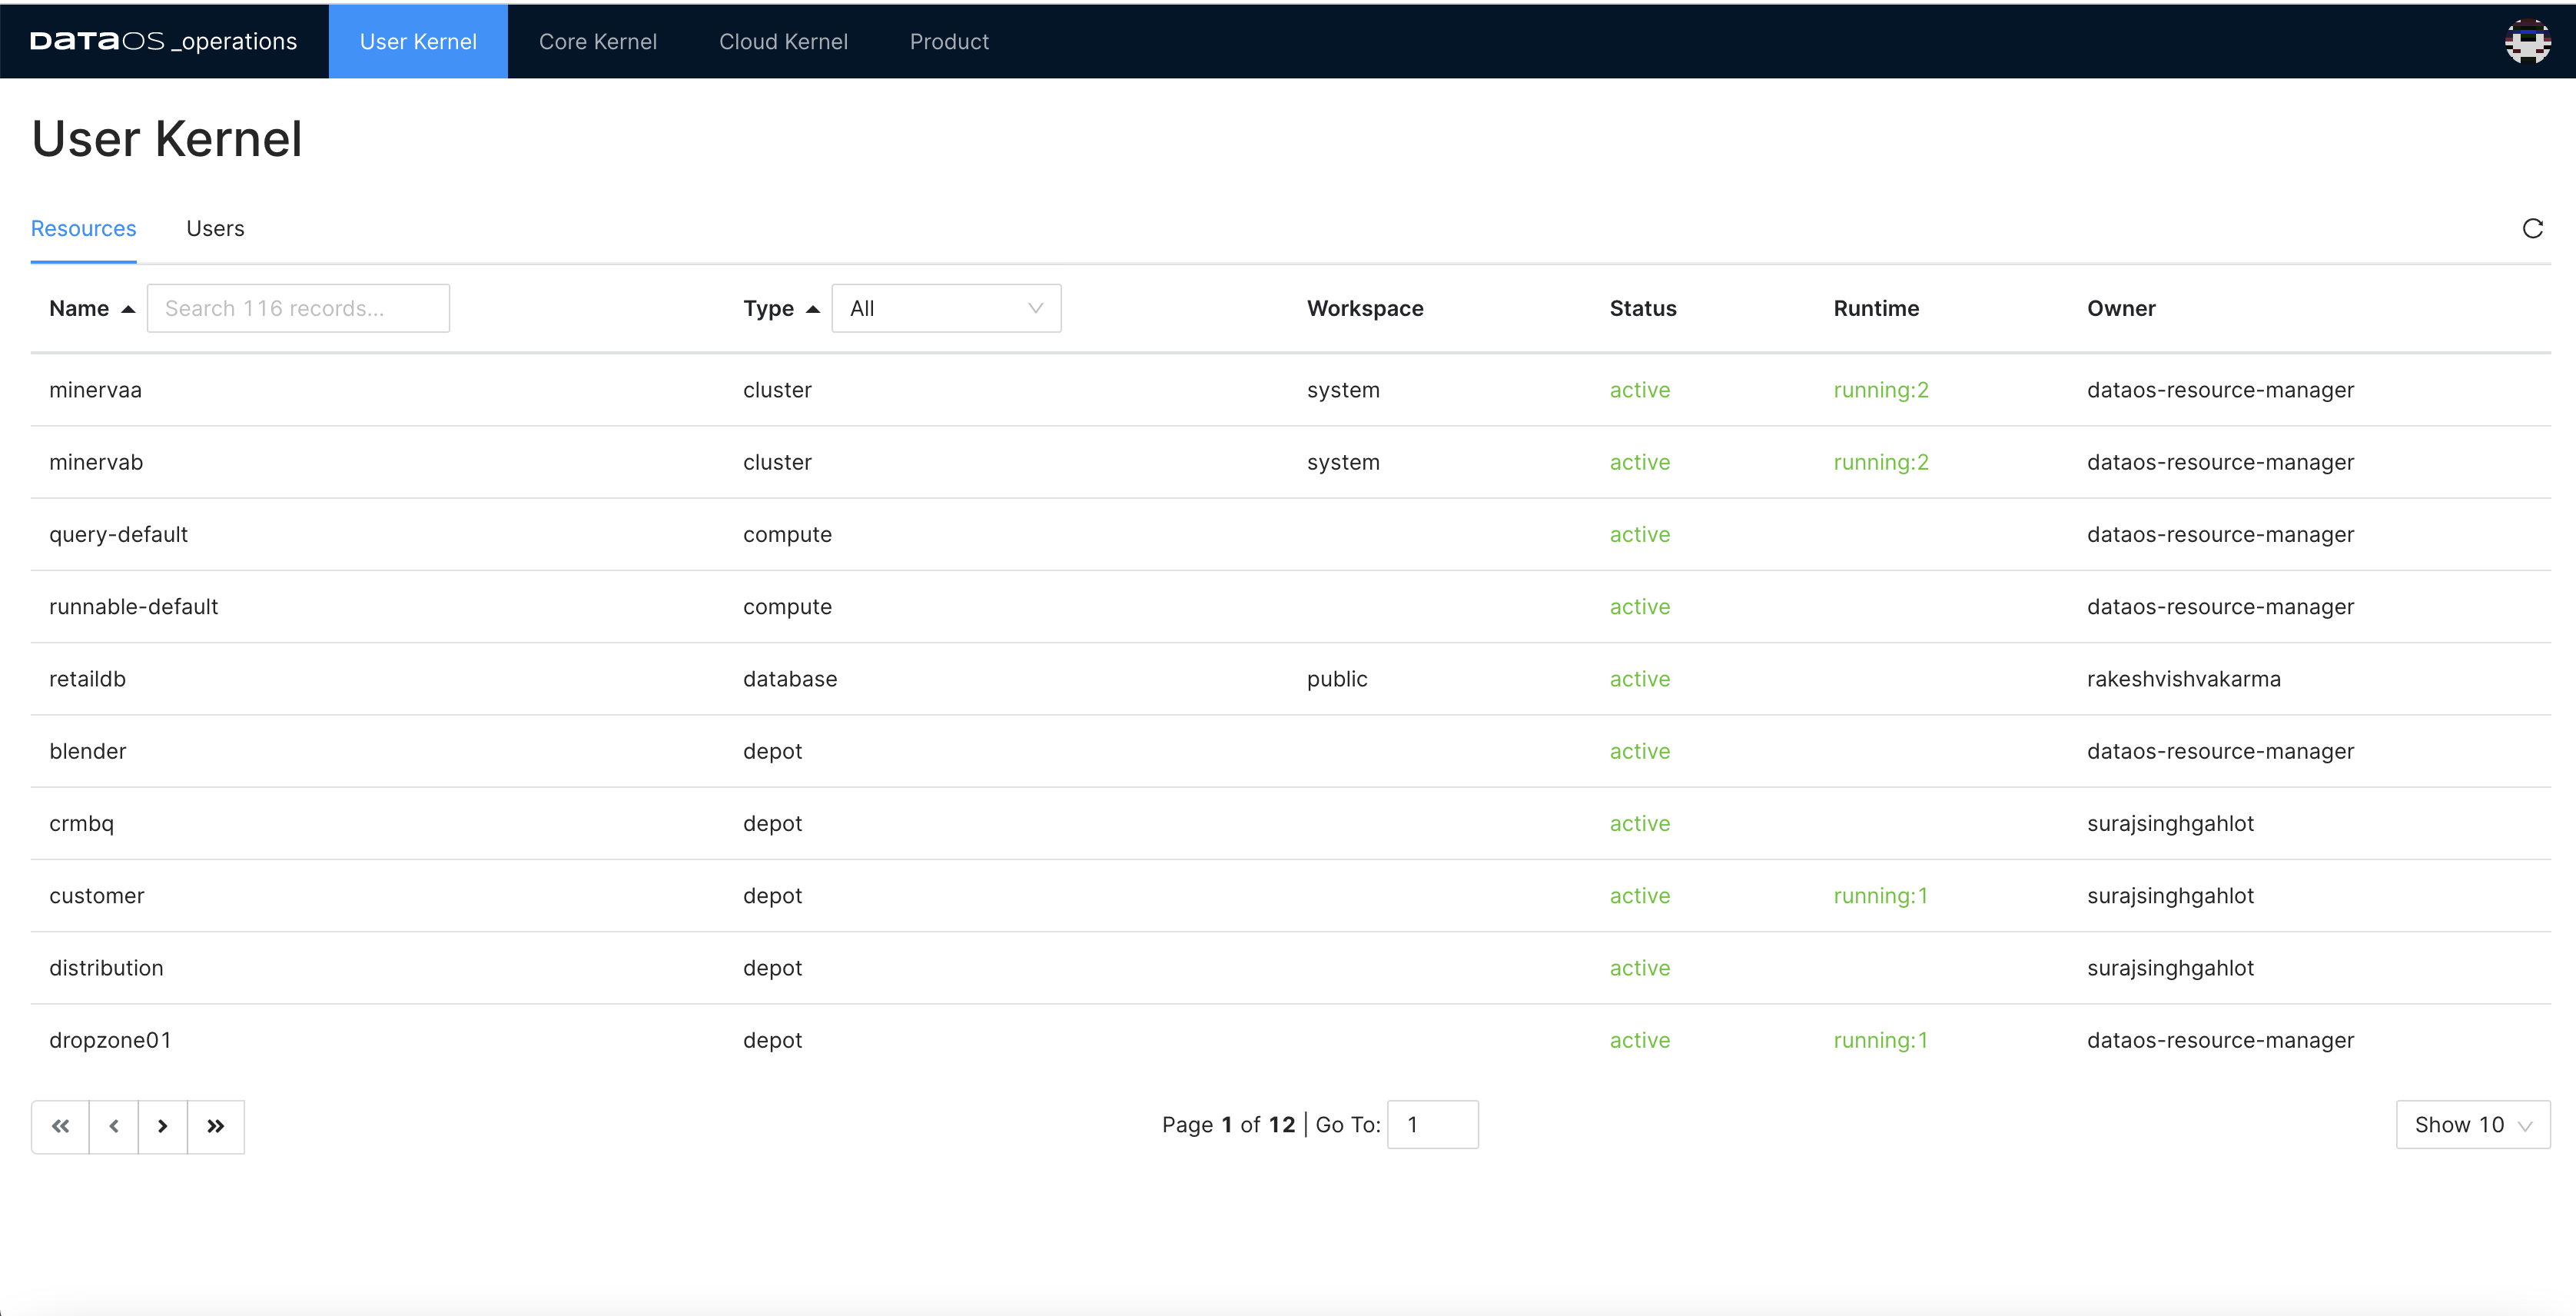 DATAOS _operations User Kernel Core Kernel Cloud Kernel Product
User Kernel
Resources Users
Name Search 116 records... Type All Workspace Status Runtime Owner
minervaa cluster system active running:2 dataos-resource-manager
minervab cluster system active running:2 dataos-resource-manager
query-default compute active dataos-resource-manager
runnable-default compute active dataos-resource-manager
retaildb database public active rakeshvishvakarma
blender depot active dataos-resource-manager
crmbq depot active surajsinghgahlot
customer depot active running:1 surajsinghgahlot
distribution depot active surajsinghgahlot
dropzone01 depot active running:1 dataos-resource-manager
Page 1 of 12 | Go To: 1 Show 10